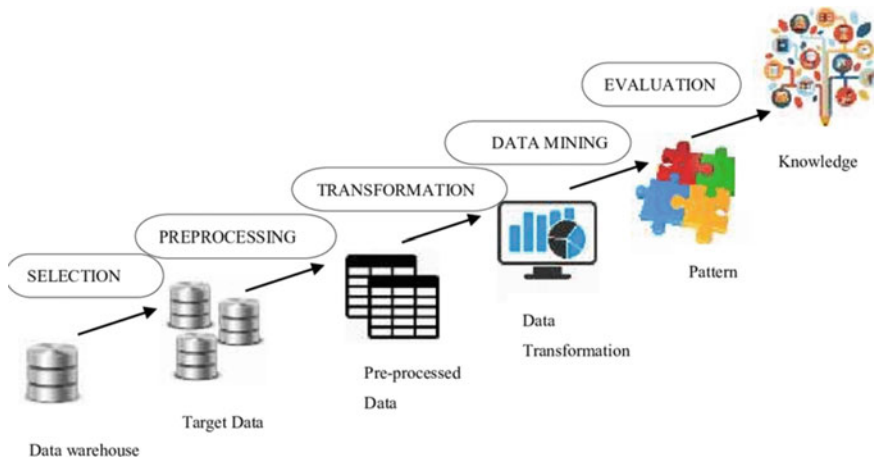 EVALUATION
DATA MINING
Knowledge
TRANSFORMATION
PREPROCESSING
Pattern
SELECTION
Data
Transformation
Pre-processed
Data
Target Data
Data warehouse